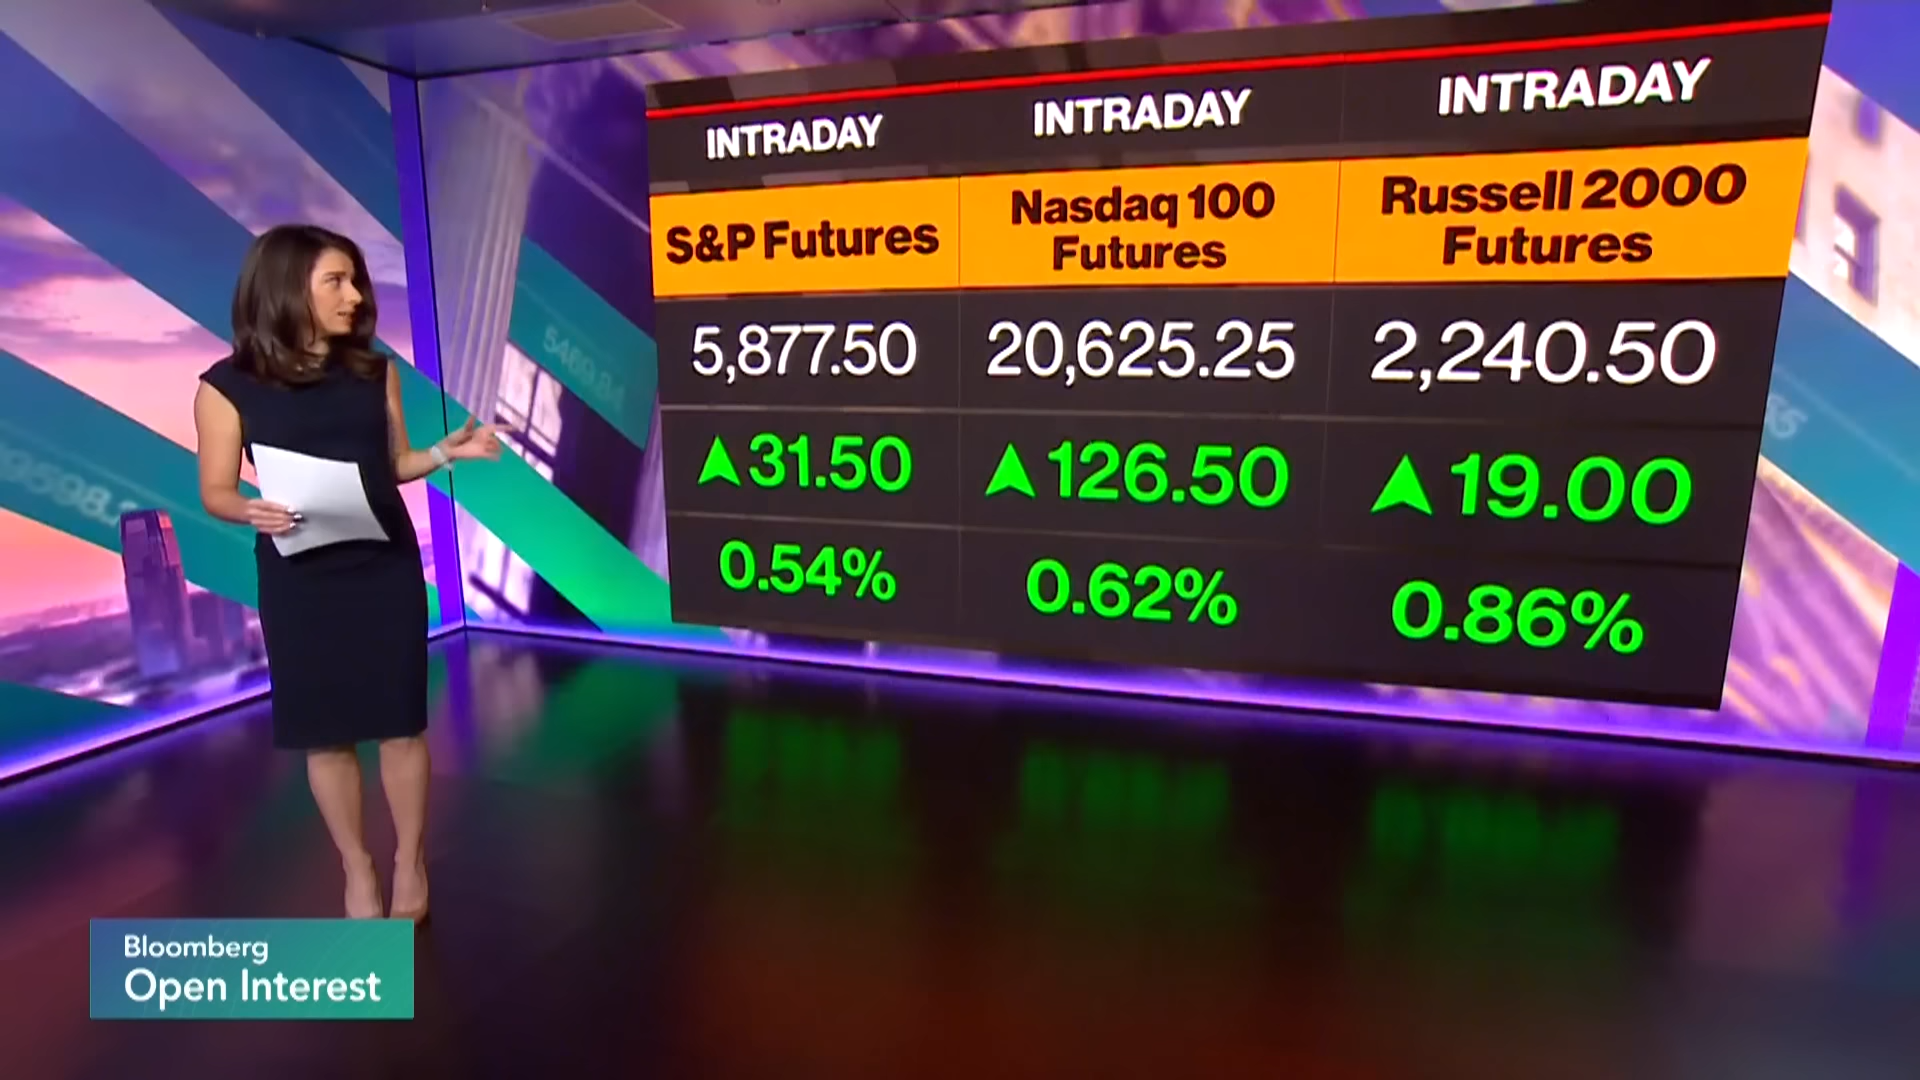 INTRADAY
INTRADAY
INTRADAY
S&P Futures
Nasdaq 100
Futures
Russell 2000
Futures
5,877.50
20,625.25
2,240.50
▲31.50
▲126.50
▲19.00
0.54%
0.62%
0.86%
Bloomberg
Open Interest